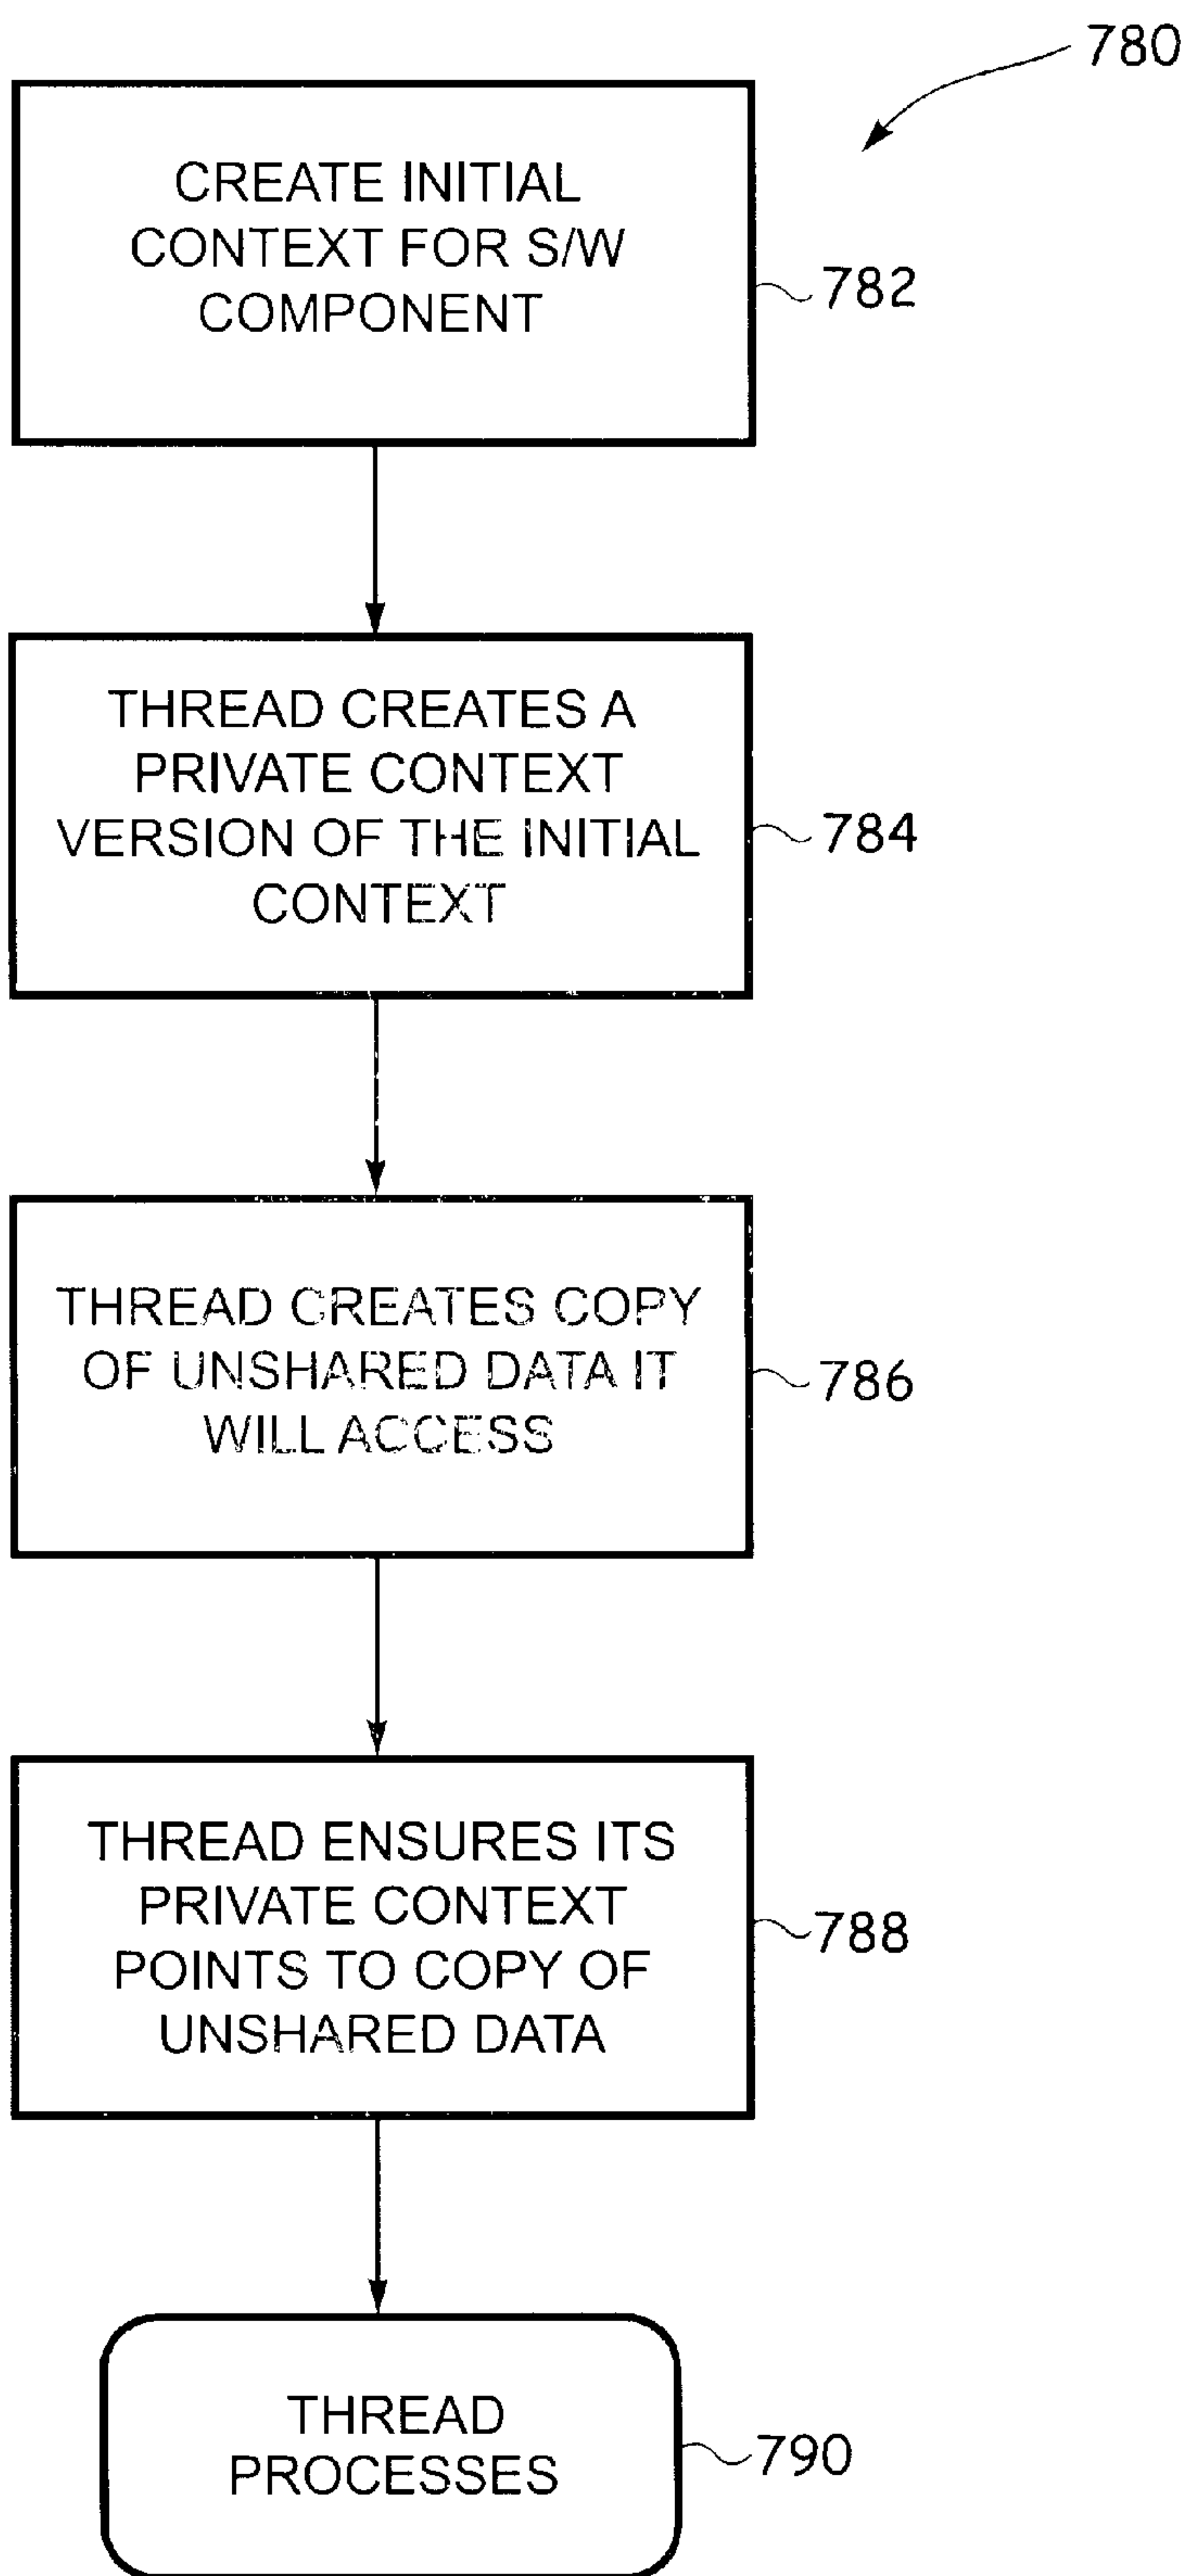 780
CREATE INITIAL
CONTEXT FOR S/W
COMPONENT
782
THREAD CREATES A
PRIVATE CONTEXT
VERSION OF THE INITIAL
CONTEXT
784
THREAD CREATES COPY
OF UNSHARED DATA IT
WILL ACCESS
786
THREAD ENSURES ITS
PRIVATE CONTEXT
POINTS TO COPY OF
UNSHARED DATA
788
THREAD
PROCESSES
790